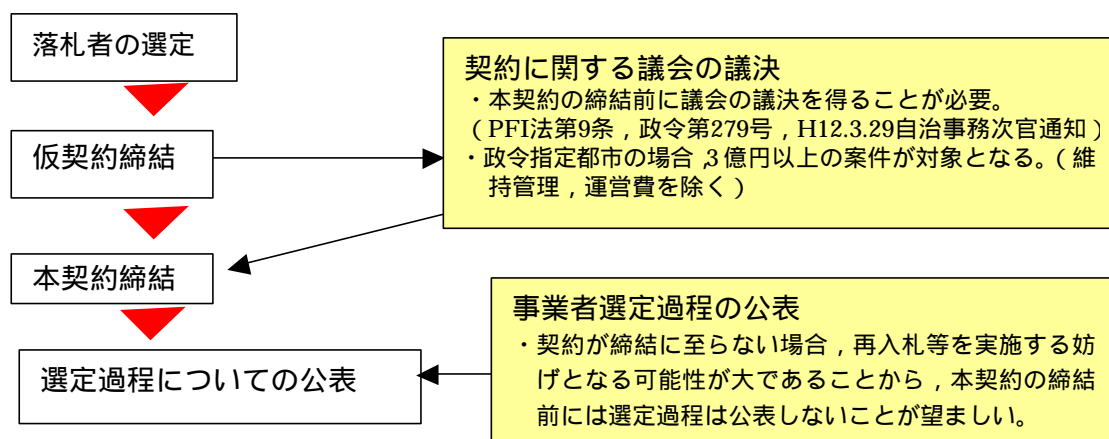 落札者の選定
仮契約締結
本契約締結
選定過程についての公表
契約に関する議会の議決
・本契約の締結前に議会の議決を得ることが必要。
（PFI法第9条，政令第279号，H12.3.29自治事務次官通知）
・政令指定都市の場合，3億円以上の案件が対象となる。（維
持管理，運営費を除く）
事業者選定過程の公表
・契約が締結に至らない場合，再入札等を実施する妨
げとなる可能性が大であることから，本契約の締結
前には選定過程は公表しないことが望ましい。